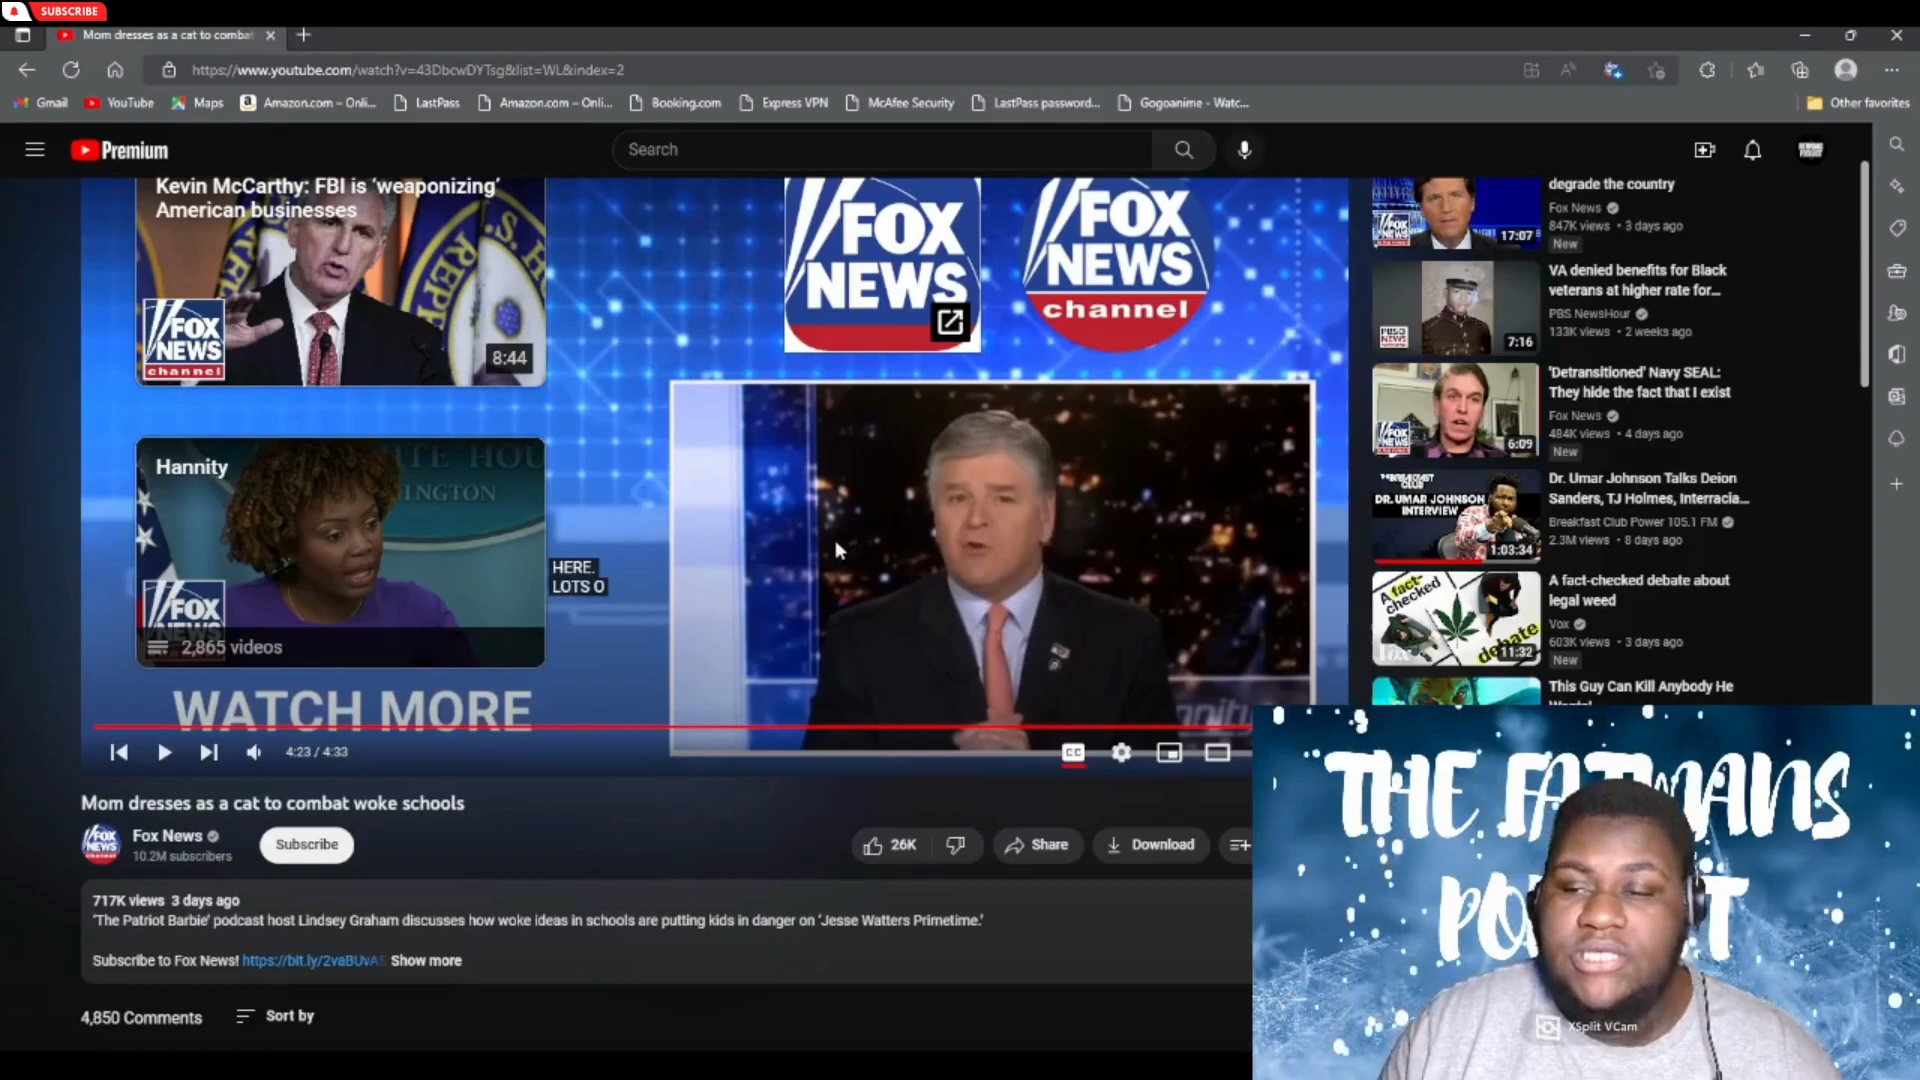 SUBSCRIBE
Mom dresses as a cat to combat
https://www.youtube.com/watch?v=43DbcwDYTsg&list=WL&index=2
Gmail
YouTube
Maps
Amazon.com – Onli...
LastPass
Amazon.com – Onli...
Booking.com
Express VPN
McAfee Security
LastPass password...
Gogoanime - Watc...
Other favorites
Premium
Search
Kevin McCarthy: FBI is ‘weaponizing’
American businesses
FOX
NEWS
channel
8:44
FOX
NEWS
FOX
NEWS
channel
Hannity
WASHINGTON
FOX
NEWS
2,865 videos
HERE.
LOTS O
WATCH MORE
4:23 / 4:33
CC
Mom dresses as a cat to combat woke schools
Fox News
10.2M subscribers
Subscribe
26K
Share
Download
717K views 3 days ago
‘The Patriot Barbie’ podcast host Lindsey Graham discusses how woke ideas in schools are putting kids in danger on ‘Jesse Watters Primetime.’
Subscribe to Fox News! https://bit.ly/2vaBUvAS Show more
4,850 Comments
Sort by
degrade the country
Fox News
847K views • 3 days ago
New
17:07
VA denied benefits for Black
veterans at higher rate for...
PBS NewsHour
133K views • 2 weeks ago
7:16
'Detransitioned' Navy SEAL:
They hide the fact that I exist
Fox News
484K views • 4 days ago
New
6:09
DR. UMAR JOHNSON
INTERVIEW
1:03:34
Dr. Umar Johnson Talks Deion
Sanders, TJ Holmes, Interracia...
Breakfast Club Power 105.1 FM
2.3M views • 8 days ago
A fact-checked
debate
11:32
A fact-checked debate about
legal weed
Vox
603K views • 3 days ago
New
This Guy Can Kill Anybody He
THE FATMANS
XSplit VCam